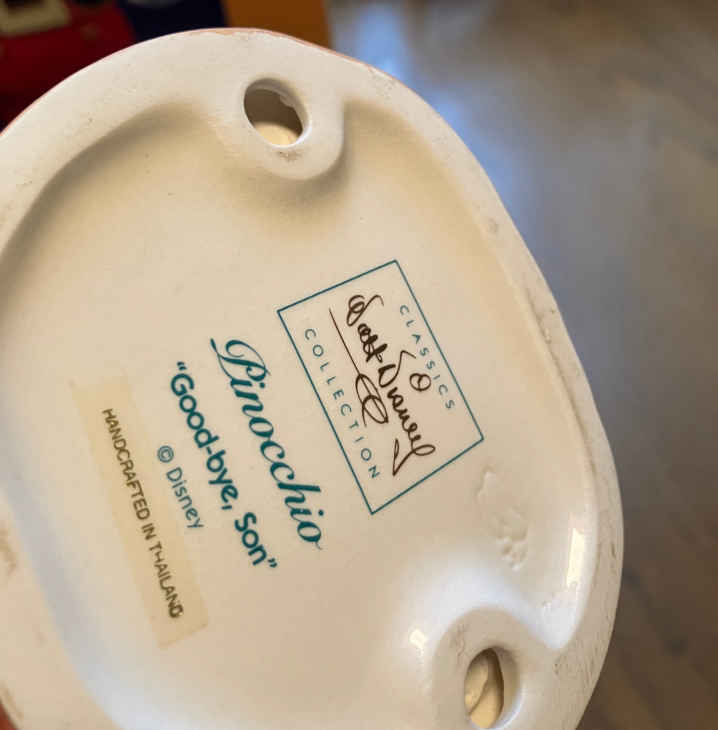 CLASSICS
Walt Disney
COLLECTION
Pinocchio
“Good-bye, Son”
© Disney
HANDCRAFTED IN THAILAND